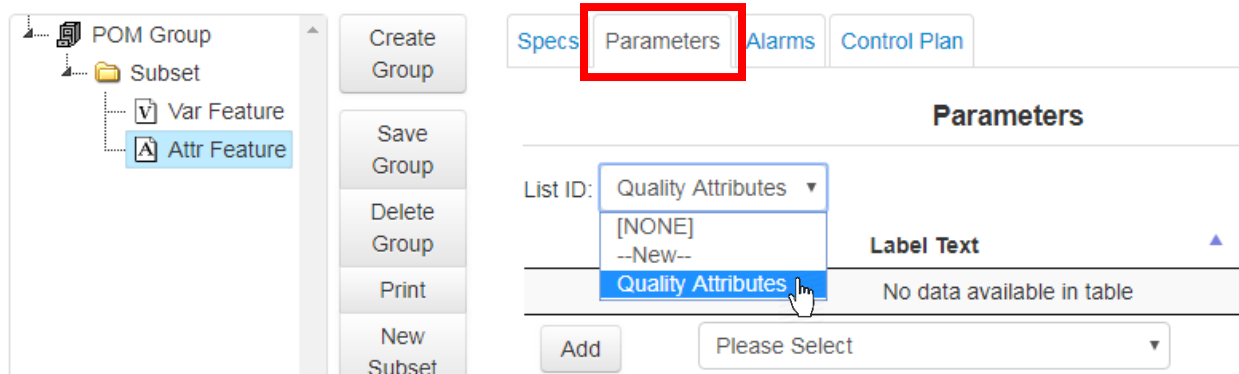 POM Group
Subset
V Var Feature
A Attr Feature
Create
Group
Save
Group
Delete
Group
Print
New
Subset
Specs Parameters Alarms Control Plan
Parameters
List ID: Quality Attributes
[NONE]
--New--
Quality Attributes
Label Text
No data available in table
Add Please Select